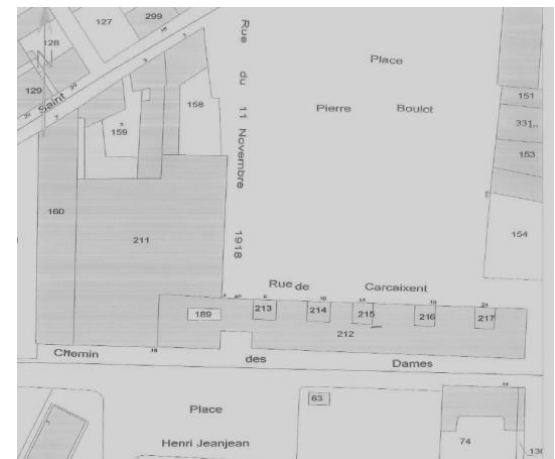 299
127
128
129
Saint
Rue du 11 Novembre 1918
Place
Pierre Boulot
158
159
160
211
151
331
153
154
Rue de Carcaixent
189
213
214
215
216
217
212
Chemin des Dames
Place
Henri Jeanjean
63
74